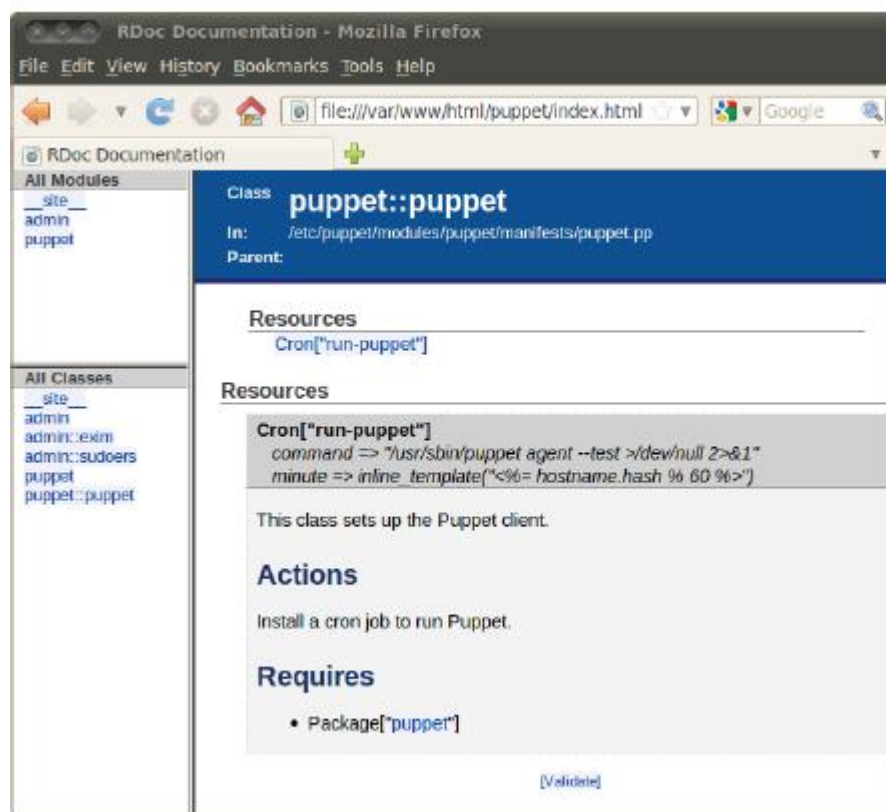 RDoc Documentation - Mozilla Firefox
File Edit View History Bookmarks Tools Help
file:///var/www/html/puppet/index.html
Google
RDoc Documentation
All Modules
__site__
admin
puppet
All Classes
__site__
admin
admin::exim
admin::sudoers
puppet
puppet::puppet
Class puppet::puppet
In: /etc/puppet/modules/puppet/manifests/puppet.pp
Parent:
Resources
Cron["run-puppet"]
Resources
Cron["run-puppet"]
command => "/usr/sbin/puppet agent --test >/dev/null 2>&1"
minute => inline_template("<%= hostname.hash % 60 %>")
This class sets up the Puppet client.
Actions
Install a cron job to run Puppet.
Requires
• Package["puppet"]
[Validate]